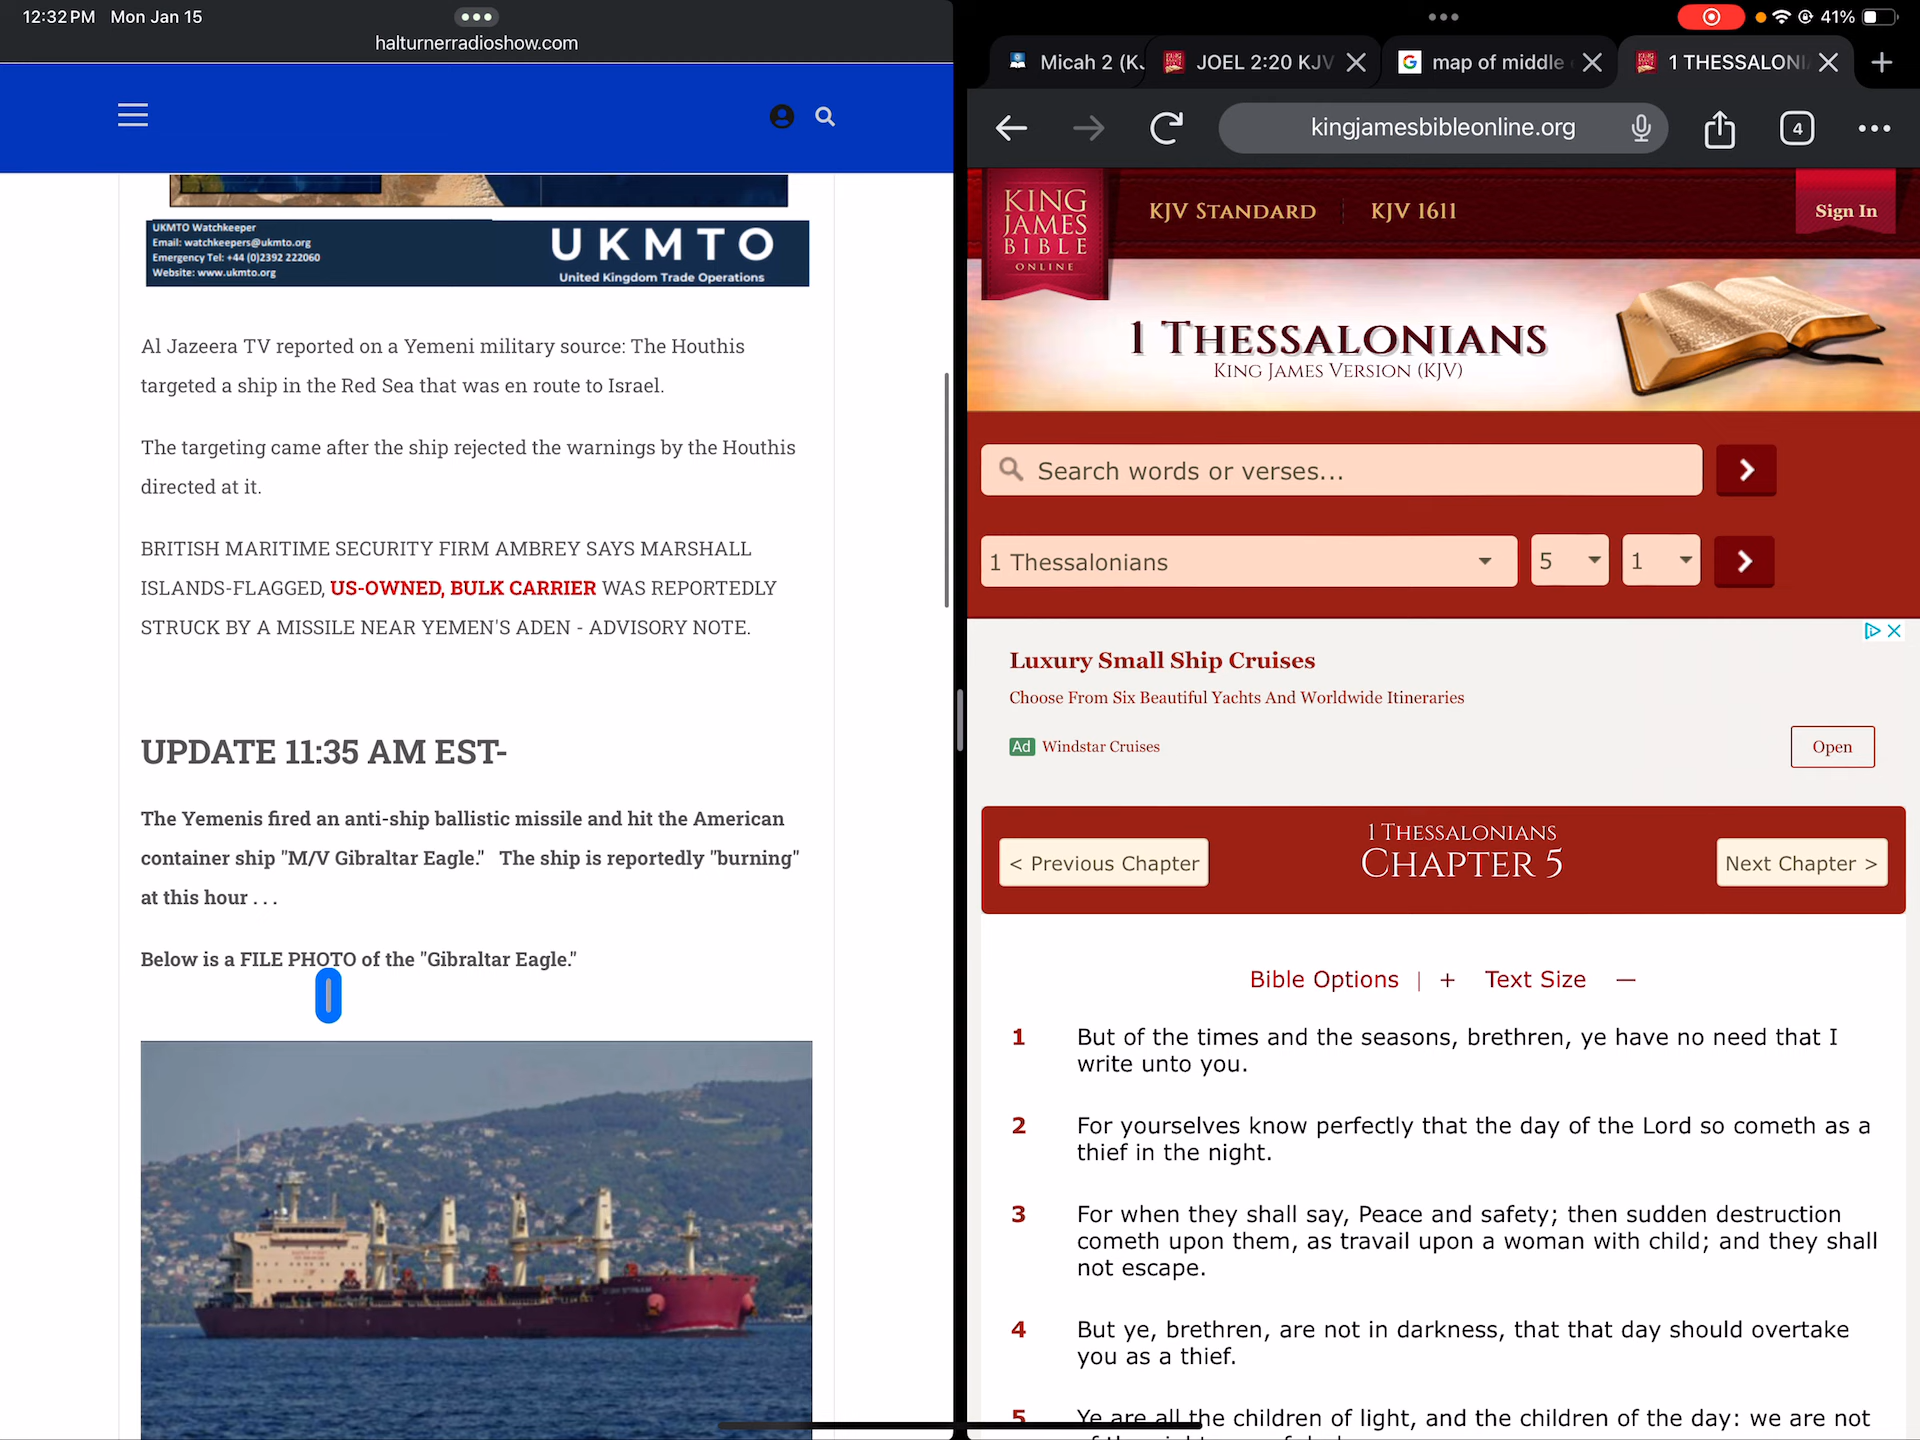 12:32 PM Mon Jan 15
halturnerradioshow.com
UKMTO Watchkeeper
Email: watchkeepers@ukmto.org
Emergency Tel: +44 (0)2392 222060
Website: www.ukmto.org
UKMTO
United Kingdom Trade Operations
Al Jazeera TV reported on a Yemeni military source: The Houthis
targeted a ship in the Red Sea that was en route to Israel.
The targeting came after the ship rejected the warnings by the Houthis
directed at it.
BRITISH MARITIME SECURITY FIRM AMBREY SAYS MARSHALL
ISLANDS-FLAGGED, US-OWNED, BULK CARRIER WAS REPORTEDLY
STRUCK BY A MISSILE NEAR YEMEN'S ADEN - ADVISORY NOTE.
UPDATE 11:35 AM EST-
The Yemenis fired an anti-ship ballistic missile and hit the American
container ship "M/V Gibraltar Eagle." The ship is reportedly "burning"
at this hour . . .
Below is a FILE PHOTO of the "Gibraltar Eagle."
41%
Micah 2 (KJ
JOEL 2:20 KJV
map of middle
1 THESSALONI
kingjamesbibleonline.org
4
KING
JAMES
BIBLE
ONLINE
KJV STANDARD
KJV 1611
Sign In
1 THESSALONIANS
KING JAMES VERSION (KJV)
Search words or verses...
1 Thessalonians
5
1
Luxury Small Ship Cruises
Choose From Six Beautiful Yachts And Worldwide Itineraries
Ad Windstar Cruises
Open
< Previous Chapter
1 THESSALONIANS
CHAPTER 5
Next Chapter >
Bible Options | + Text Size —
1 But of the times and the seasons, brethren, ye have no need that I
write unto you.
2 For yourselves know perfectly that the day of the Lord so cometh as a
thief in the night.
3 For when they shall say, Peace and safety; then sudden destruction
cometh upon them, as travail upon a woman with child; and they shall
not escape.
4 But ye, brethren, are not in darkness, that that day should overtake
you as a thief.
5 Ye are all the children of light, and the children of the day: we are not